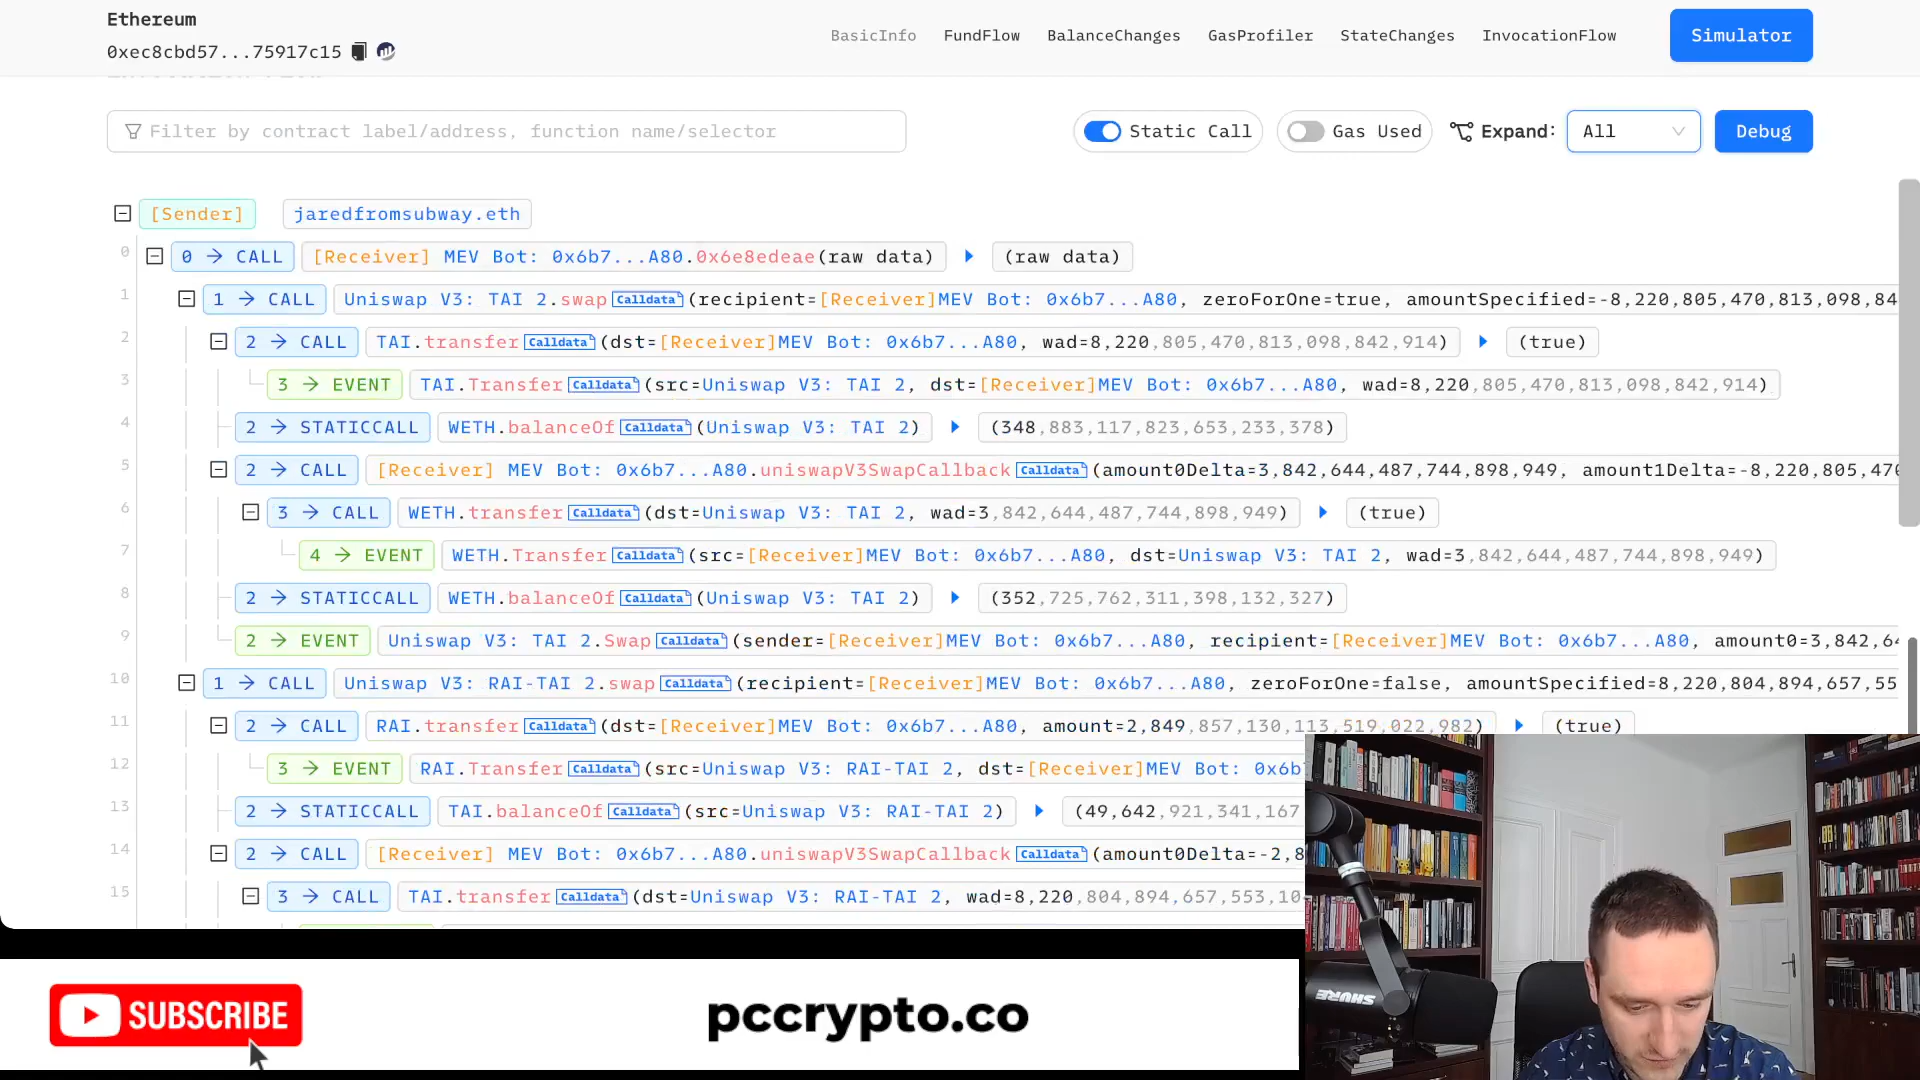 Ethereum
0xec8cbd57...75917c15
BasicInfo FundFlow BalanceChanges GasProfiler StateChanges InvocationFlow Simulator
Filter by contract label/address, function name/selector
Static Call Gas Used Expand: All Debug
[Sender] jaredfromsubway.eth
0 0 → CALL [Receiver] MEV Bot: 0x6b7...A80.0x6e8edeae(raw data) (raw data)
1 1 → CALL Uniswap V3: TAI 2.swap Calldata (recipient=[Receiver]MEV Bot: 0x6b7...A80, zeroForOne=true, amountSpecified=-8,220,805,470,813,098,84
2 2 → CALL TAI.transfer Calldata (dst=[Receiver]MEV Bot: 0x6b7...A80, wad=8,220,805,470,813,098,842,914) (true)
3 3 → EVENT TAI.Transfer Calldata (src=Uniswap V3: TAI 2, dst=[Receiver]MEV Bot: 0x6b7...A80, wad=8,220,805,470,813,098,842,914)
4 2 → STATICCALL WETH.balanceOf Calldata (Uniswap V3: TAI 2) (348,883,117,823,653,233,378)
5 2 → CALL [Receiver] MEV Bot: 0x6b7...A80.uniswapV3SwapCallback Calldata (amount0Delta=3,842,644,487,744,898,949, amount1Delta=-8,220,805,470
6 3 → CALL WETH.transfer Calldata (dst=Uniswap V3: TAI 2, wad=3,842,644,487,744,898,949) (true)
7 4 → EVENT WETH.Transfer Calldata (src=[Receiver]MEV Bot: 0x6b7...A80, dst=Uniswap V3: TAI 2, wad=3,842,644,487,744,898,949)
8 2 → STATICCALL WETH.balanceOf Calldata (Uniswap V3: TAI 2) (352,725,762,311,398,132,327)
9 2 → EVENT Uniswap V3: TAI 2.Swap Calldata (sender=[Receiver]MEV Bot: 0x6b7...A80, recipient=[Receiver]MEV Bot: 0x6b7...A80, amount0=3,842,64
10 1 → CALL Uniswap V3: RAI-TAI 2.swap Calldata (recipient=[Receiver]MEV Bot: 0x6b7...A80, zeroForOne=false, amountSpecified=8,220,804,894,657,55
11 2 → CALL RAI.transfer Calldata (dst=[Receiver]MEV Bot: 0x6b7...A80, amount=2,849,857,130,113,519,022,982) (true)
12 3 → EVENT RAI.Transfer Calldata (src=Uniswap V3: RAI-TAI 2, dst=[Receiver]MEV Bot: 0x6b
13 2 → STATICCALL TAI.balanceOf Calldata (src=Uniswap V3: RAI-TAI 2) (49,642,921,341,167
14 2 → CALL [Receiver] MEV Bot: 0x6b7...A80.uniswapV3SwapCallback Calldata (amount0Delta=-2,8
15 3 → CALL TAI.transfer Calldata (dst=Uniswap V3: RAI-TAI 2, wad=8,220,804,894,657,553,10
SHURE
SUBSCRIBE
pccrypto.co